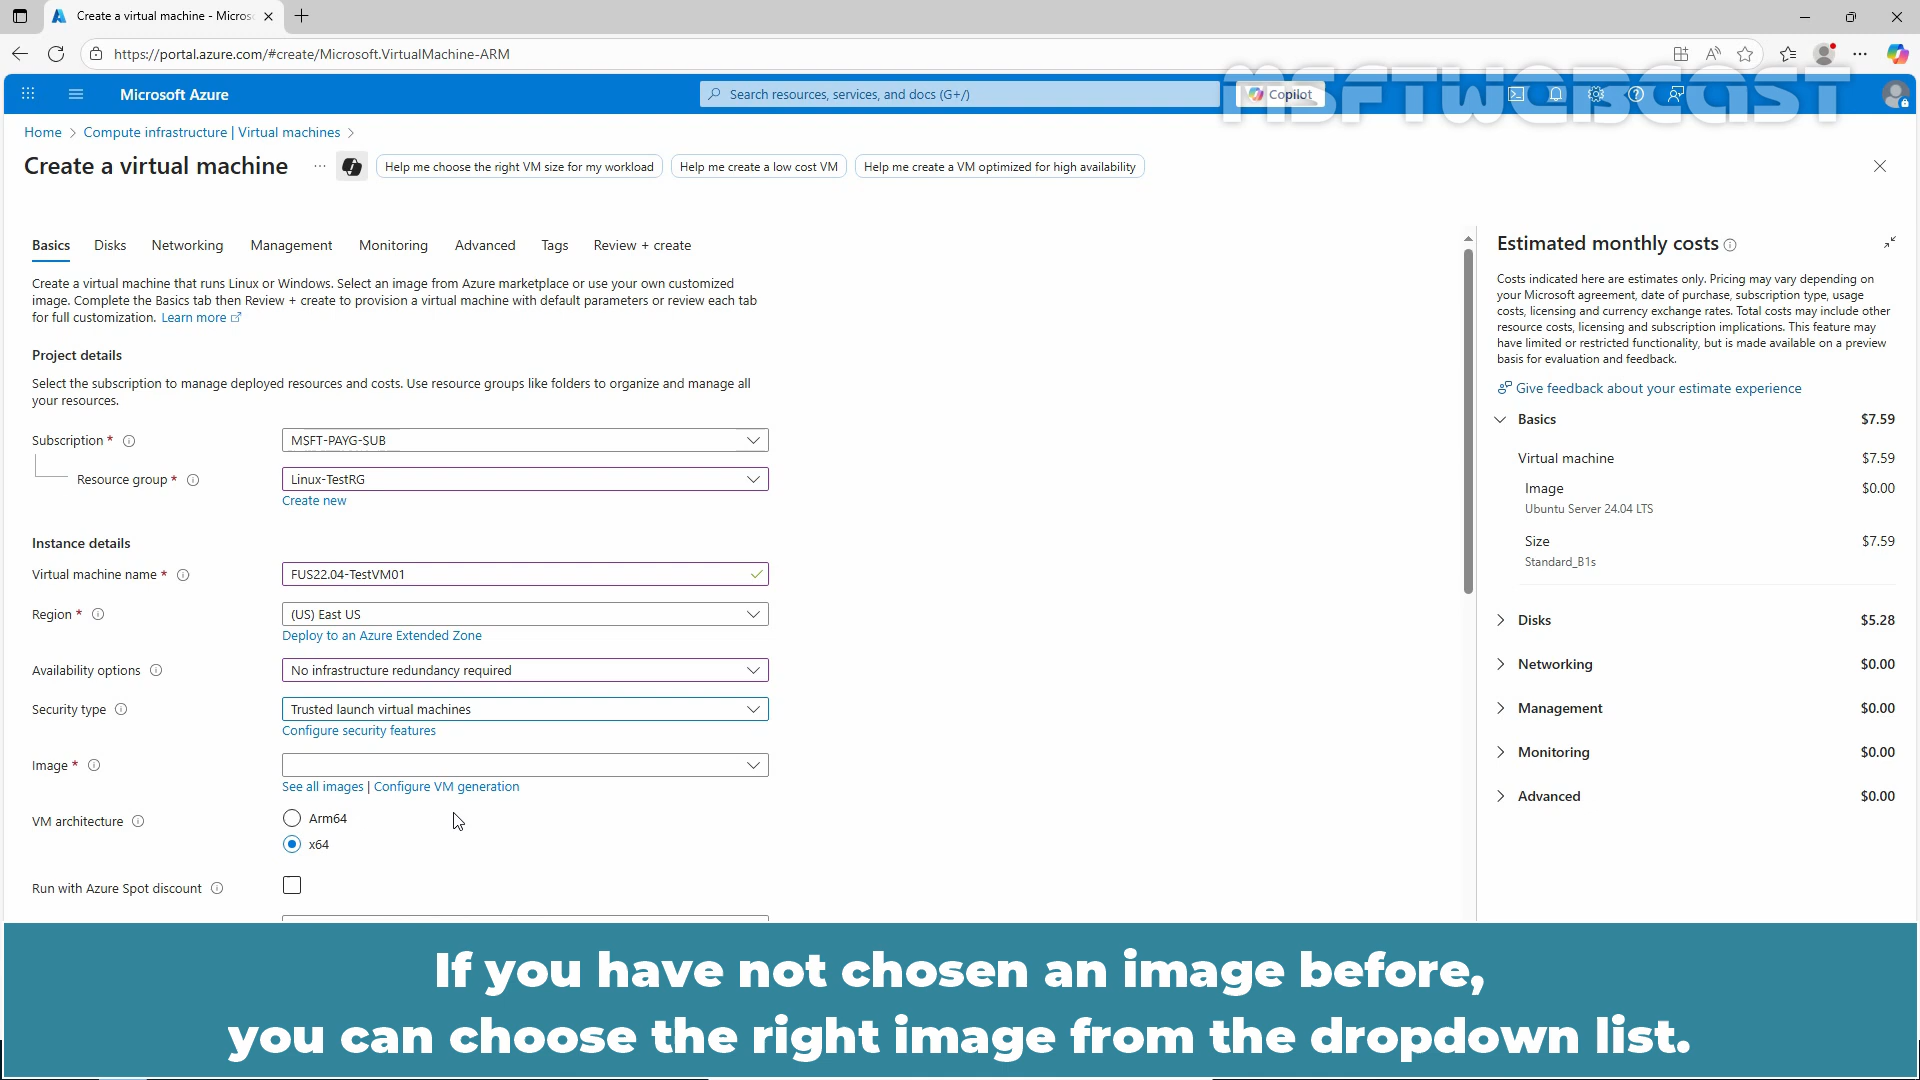 Create a virtual machine - Micros
https://portal.azure.com/#create/Microsoft.VirtualMachine-ARM
MSFTWEBCAST
Microsoft Azure
Search resources, services, and docs (G+/)
Copilot
Home > Compute infrastructure | Virtual machines >
Create a virtual machine
...
Help me choose the right VM size for my workload
Help me create a low cost VM
Help me create a VM optimized for high availability
Basics
Disks
Networking
Management
Monitoring
Advanced
Tags
Review + create
Create a virtual machine that runs Linux or Windows. Select an image from Azure marketplace or use your own customized
image. Complete the Basics tab then Review + create to provision a virtual machine with default parameters or review each tab
for full customization. Learn more
Project details
Select the subscription to manage deployed resources and costs. Use resource groups like folders to organize and manage all
your resources.
Subscription *
MSFT-PAYG-SUB
Resource group *
Linux-TestRG
Create new
Instance details
Virtual machine name *
FUS22.04-TestVM01
Region *
(US) East US
Deploy to an Azure Extended Zone
Availability options
No infrastructure redundancy required
Security type
Trusted launch virtual machines
Configure security features
Image *
See all images | Configure VM generation
VM architecture
Arm64
x64
Run with Azure Spot discount
Estimated monthly costs
Costs indicated here are estimates only. Pricing may vary depending on
your Microsoft agreement, date of purchase, subscription type, usage
costs, licensing and currency exchange rates. Total costs may include other
resource costs, licensing and subscription implications. This feature may
have limited or restricted functionality, but is made available on a preview
basis for evaluation and feedback.
Give feedback about your estimate experience
Basics $7.59
Virtual machine $7.59
Image $0.00
Ubuntu Server 24.04 LTS
Size $7.59
Standard_B1s
Disks $5.28
Networking $0.00
Management $0.00
Monitoring $0.00
Advanced $0.00
If you have not chosen an image before,
you can choose the right image from the dropdown list.